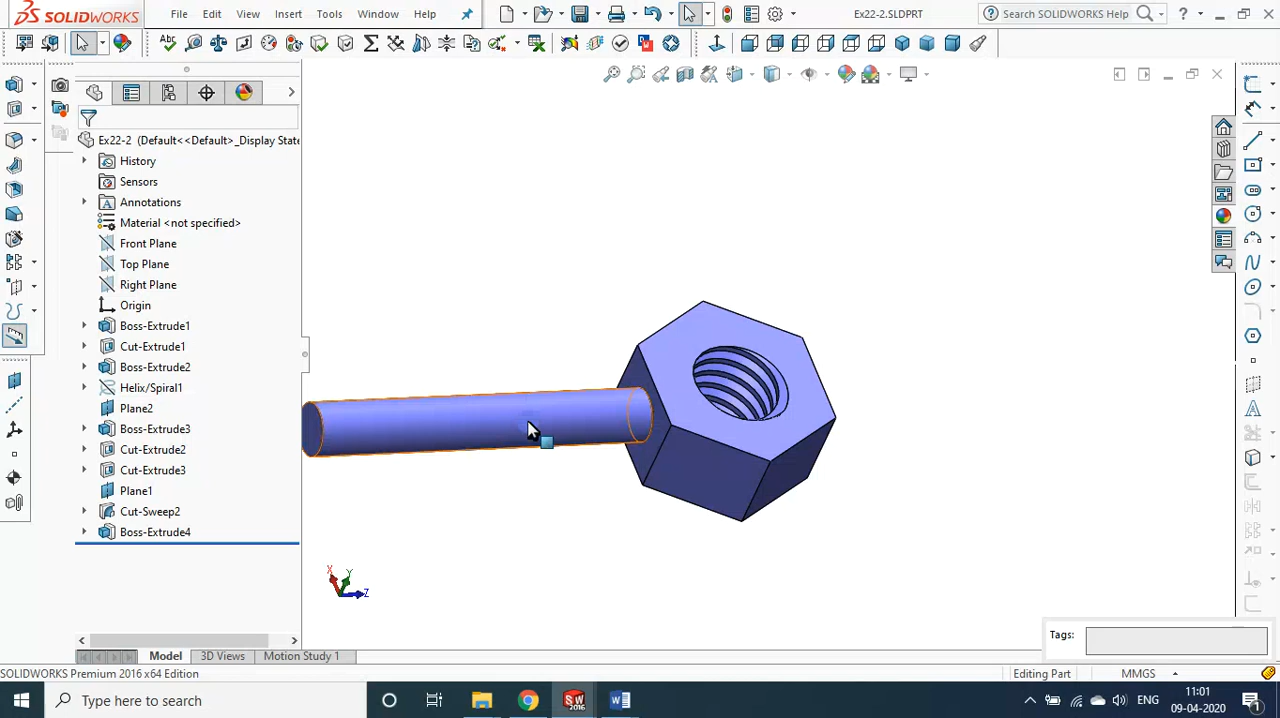 SOLIDWORKS
File
Edit
View
Insert
Tools
Window
Help
Ex22-2.SLDPRT
Search SOLIDWORKS Help
?
Abc
Ex22-2 (Default<<Default>_Display State
History
Sensors
Annotations
Material <not specified>
Front Plane
Top Plane
Right Plane
Origin
Boss-Extrude1
Cut-Extrude1
Boss-Extrude2
Helix/Spiral1
Plane2
Boss-Extrude3
Cut-Extrude2
Cut-Extrude3
Plane1
Cut-Sweep2
Boss-Extrude4
X
Y
Z
Tags:
Model
3D Views
Motion Study 1
SOLIDWORKS Premium 2016 x64 Edition
Editing Part
MMGS
Type here to search
SW
2016
ENG
11:01
09-04-2020
1